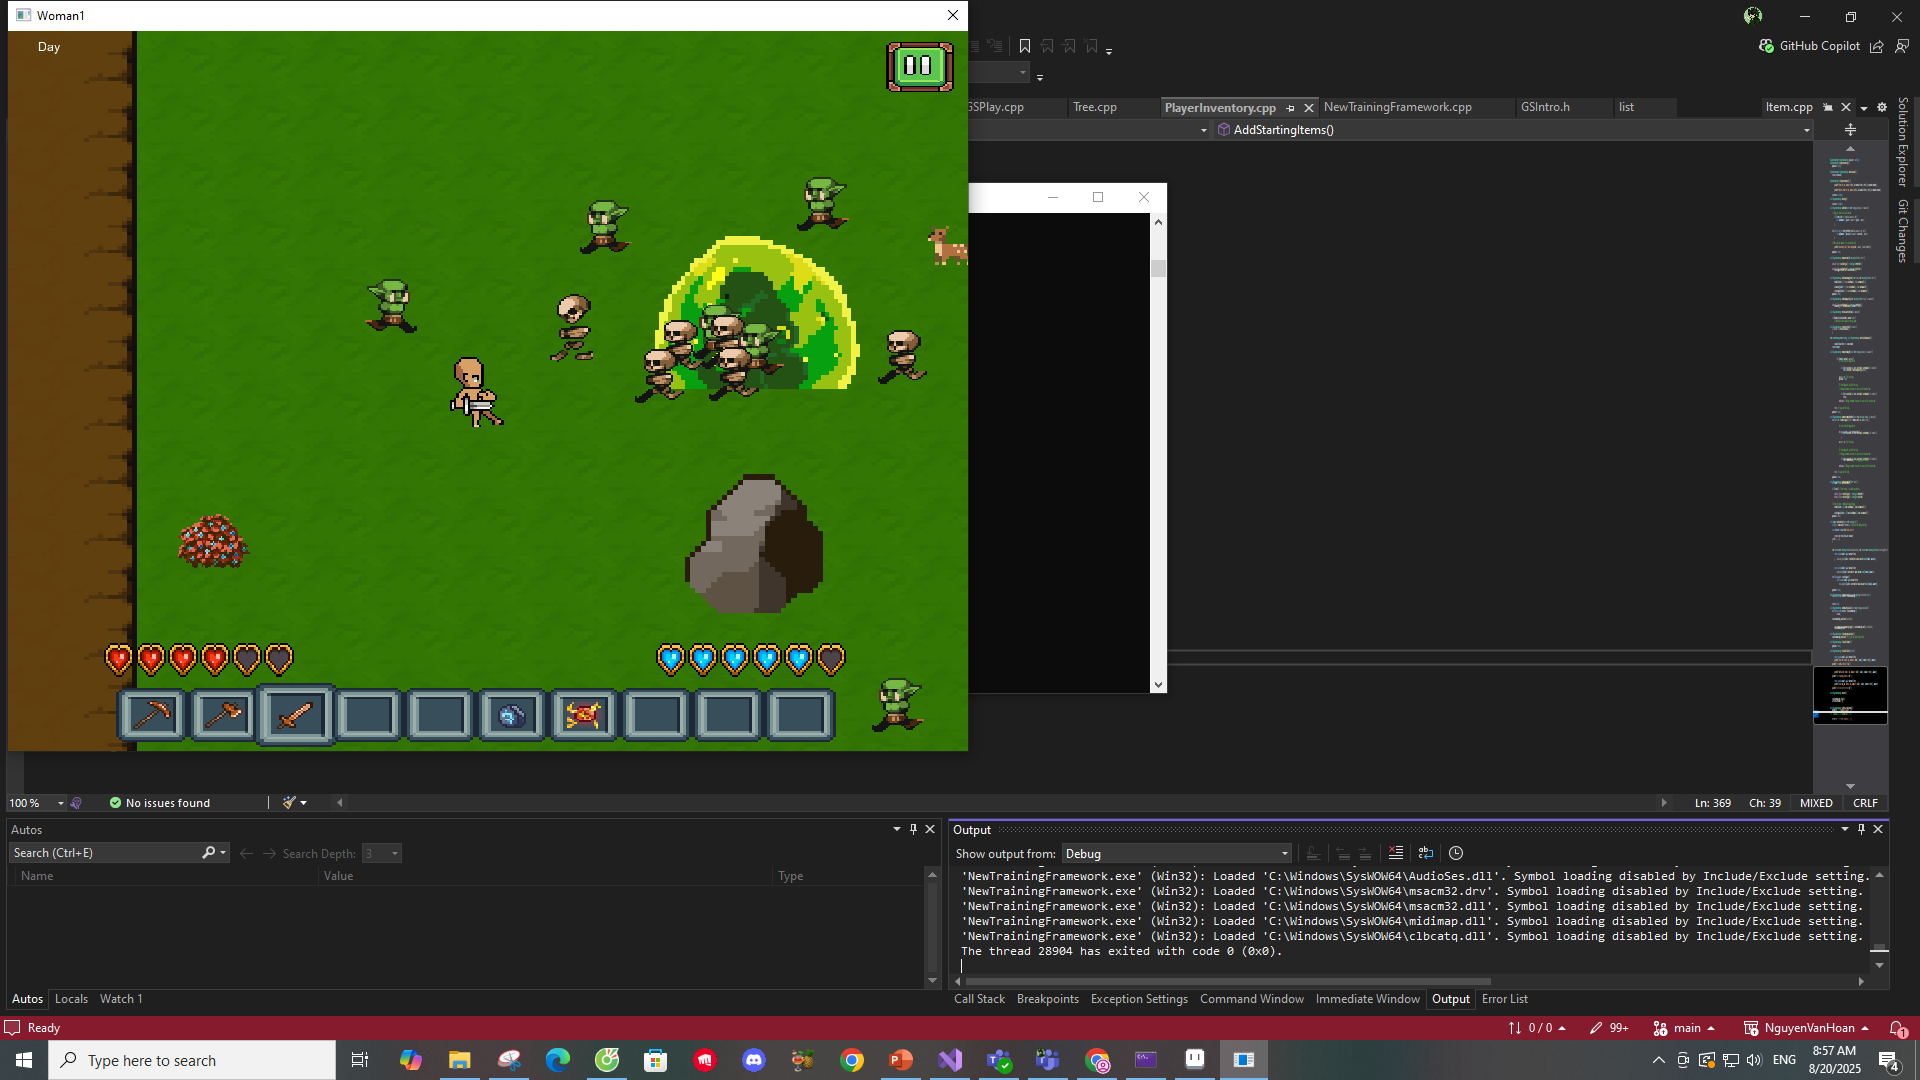 Woman1
Day
GitHub Copilot
GSPlay.cpp
Tree.cpp
PlayerInventory.cpp
NewTrainingFramework.cpp
GSIntro.h
list
Item.cpp
AddStartingItems()
Solution Explorer
Git Changes
100 %
No issues found
Ln: 369
Ch: 39
MIXED
CRLF
Autos
Search (Ctrl+E)
Search Depth:
3
Name
Value
Type
Autos
Locals
Watch 1
Output
Show output from:
Debug
'NewTrainingFramework.exe' (Win32): Loaded 'C:\Windows\SysWOW64\AudioSes.dll'. Symbol loading disabled by Include/Exclude setting.
'NewTrainingFramework.exe' (Win32): Loaded 'C:\Windows\SysWOW64\msacm32.drv'. Symbol loading disabled by Include/Exclude setting.
'NewTrainingFramework.exe' (Win32): Loaded 'C:\Windows\SysWOW64\msacm32.dll'. Symbol loading disabled by Include/Exclude setting.
'NewTrainingFramework.exe' (Win32): Loaded 'C:\Windows\SysWOW64\midimap.dll'. Symbol loading disabled by Include/Exclude setting.
'NewTrainingFramework.exe' (Win32): Loaded 'C:\Windows\SysWOW64\clbcatq.dll'. Symbol loading disabled by Include/Exclude setting.
The thread 28904 has exited with code 0 (0x0).
Call Stack
Breakpoints
Exception Settings
Command Window
Immediate Window
Output
Error List
Ready
0 / 0
99+
main
NguyenVanHoan
1
Type here to search
ENG
8:57 AM
8/20/2025
4